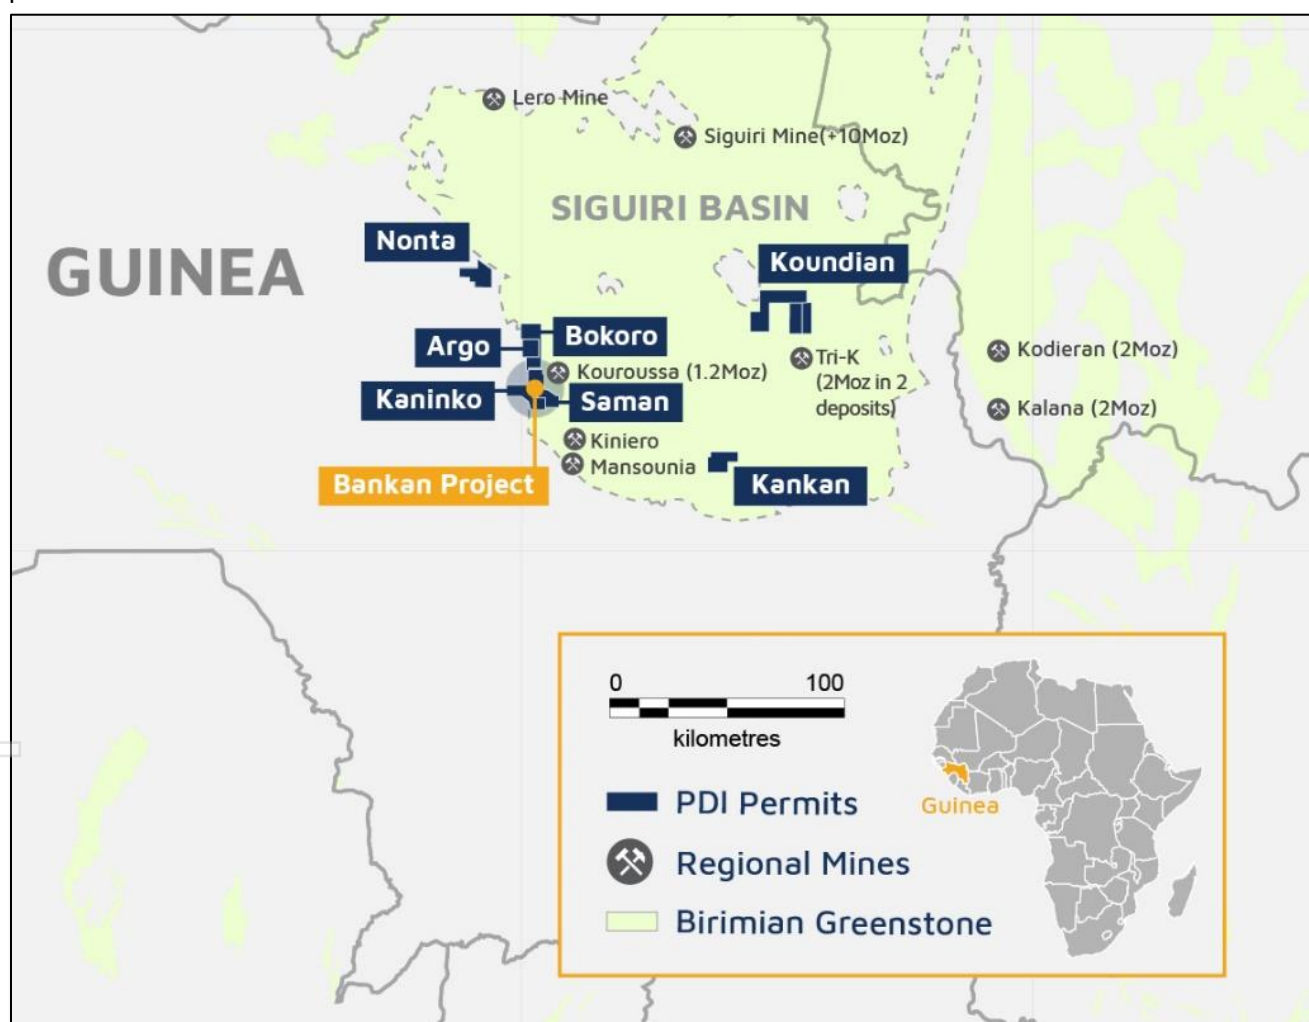 Lero Mine
Siguiri Mine(+10Moz)
SIGUIRI BASIN
Nonta
GUINEA
Koundian
Bokoro
Argo
Kouroussa (1.2Moz)
Tri-K
(2Moz in 2
deposits)
Kodieran (2Moz)
Kaninko
Saman
Kalana (2Moz)
Kiniero
Mansounia
Bankan Project
Kankan
0 100
kilometres
PDI Permits
Regional Mines
Birimian Greenstone
Guinea